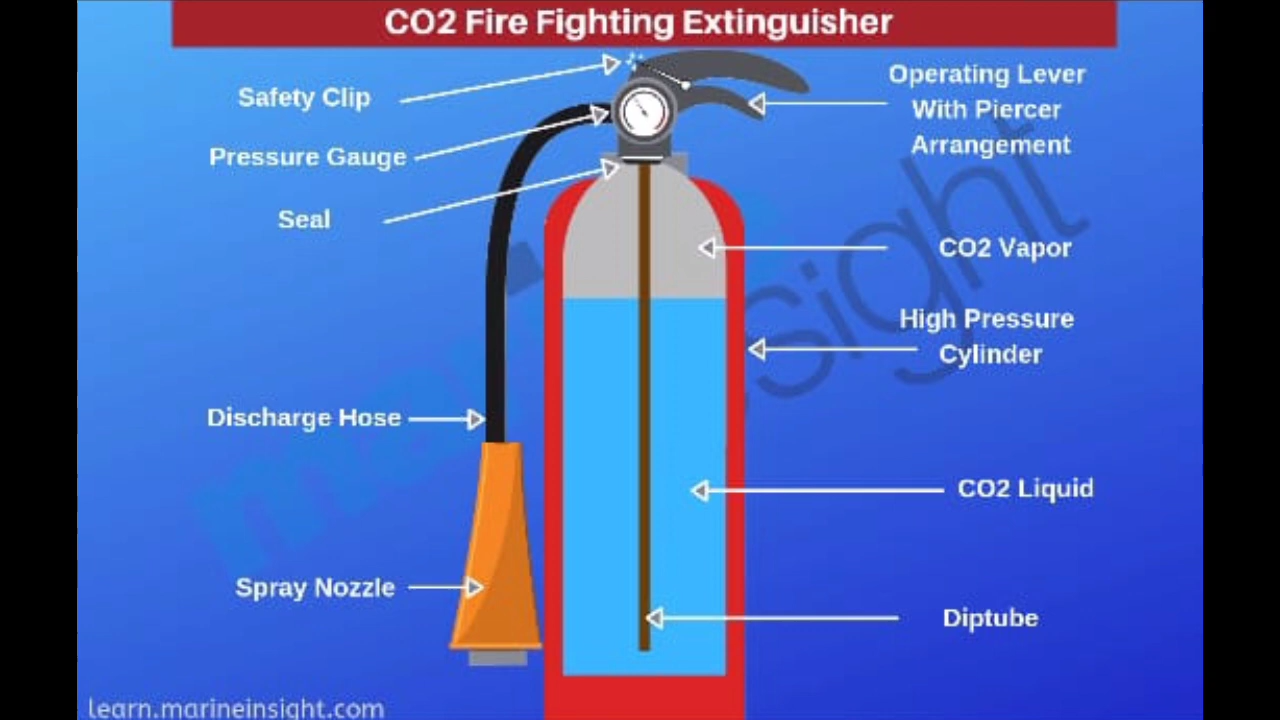 CO2 Fire Fighting Extinguisher
Safety Clip
Pressure Gauge
Seal
Discharge Hose
Spray Nozzle
Operating Lever
With Piercer
Arrangement
CO2 Vapor
High Pressure
Cylinder
CO2 Liquid
Diptube
learn.marineinsight.com